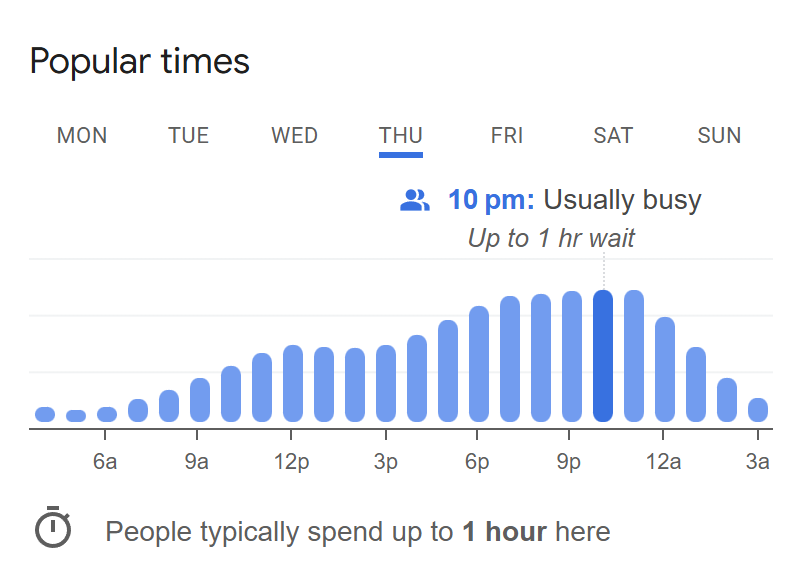 Popular times
MON TUE WED THU FRI SAT SUN
10 pm: Usually busy
Up to 1 hr wait
6a 9a 12p 3p 6p 9p 12a 3a
People typically spend up to 1 hour here